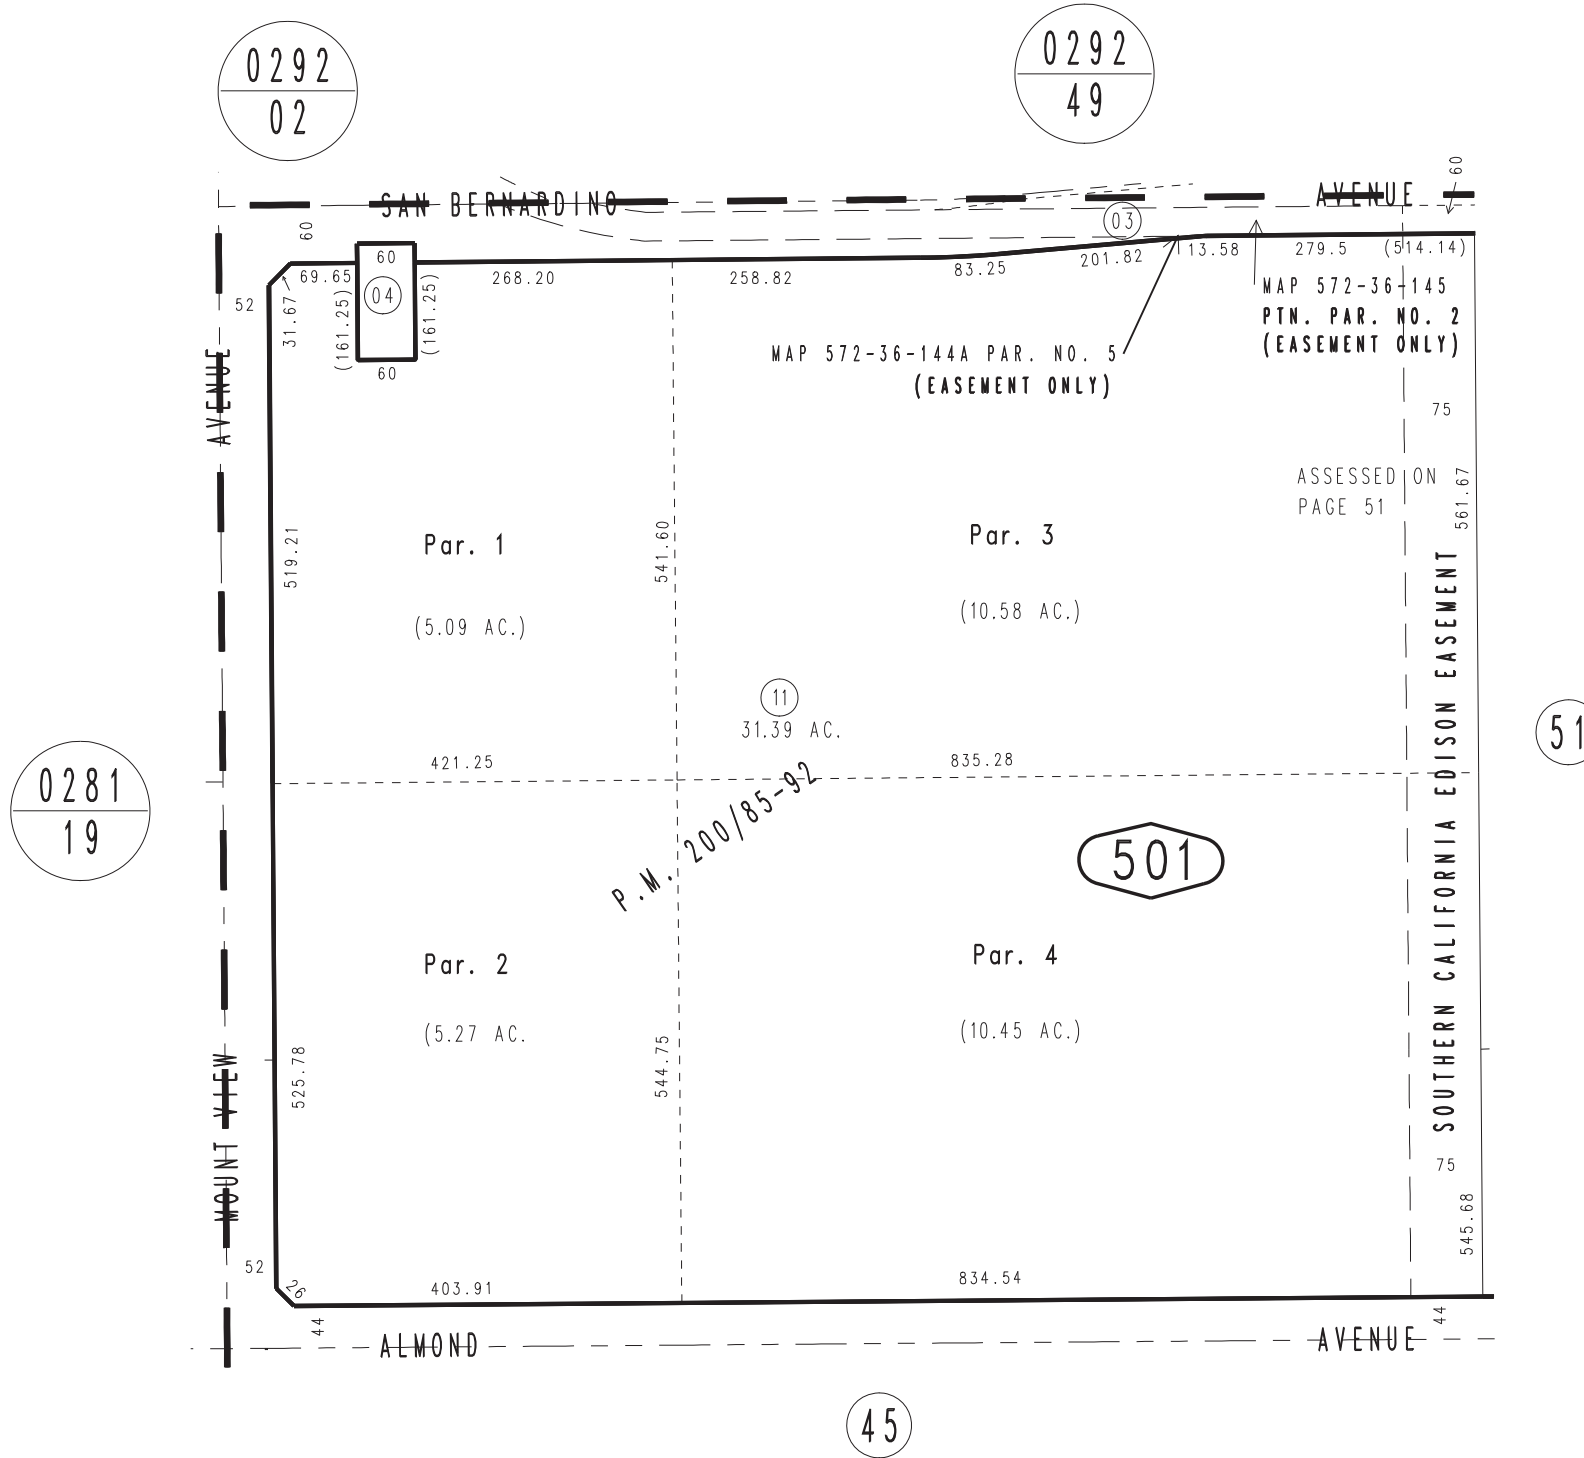 0292
02
0292
49
SAN BERNARDINO
AVENUE
60
60
03
60
69.65
268.20
258.82
83.25
201.82
13.58
279.5
(514.14)
52
31.67
(161.25)
04
(161.25)
60
MAP 572-36-145
PTN. PAR. NO. 2
(EASEMENT ONLY)
MAP 572-36-144A PAR. NO. 5
(EASEMENT ONLY)
AVENUE
75
ASSESSED ON
PAGE 51
561.67
519.21
Par. 1
541.60
Par. 3
(5.09 AC.)
(10.58 AC.)
11
31.39 AC.
421.25
835.28
51
0281
19
P.M. 200/85-92
501
SOUTHERN CALIFORNIA EDISON EASEMENT
Par. 2
Par. 4
(5.27 AC.
(10.45 AC.)
525.78
544.75
MOUNT VIEW
75
545.68
52
26
403.91
834.54
44
44
ALMOND
AVENUE
45